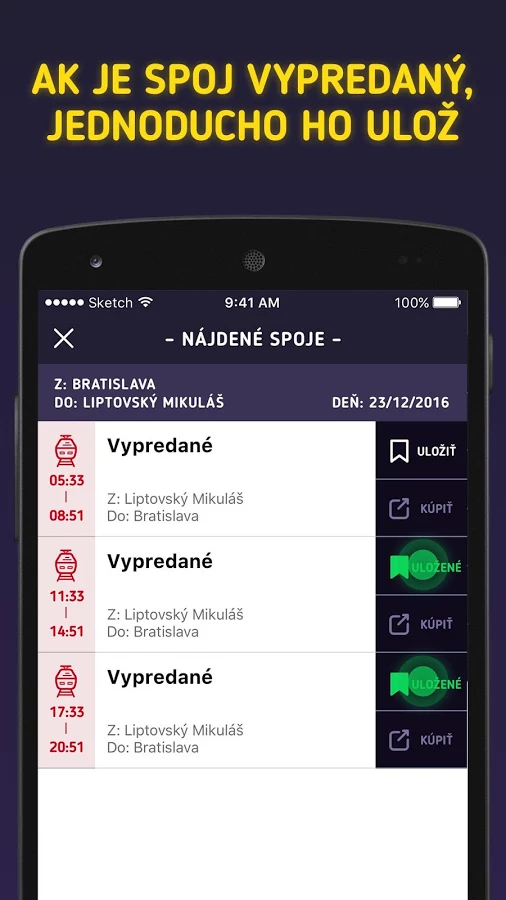 AK JE SPOJ VYPREDANÝ,
JEDNODUCHO HO ULOŽ
Sketch 9:41 AM 100%
– NÁJDENÉ SPOJE –
Z: BRATISLAVA
DO: LIPTOVSKÝ MIKULÁŠ DEŇ: 23/12/2016
Vypredané
ULOŽIŤ
05:33
08:51
Z: Liptovský Mikuláš
Do: Bratislava
KÚPIŤ
Vypredané
ULOŽENÉ
11:33
14:51
Z: Liptovský Mikuláš
Do: Bratislava
KÚPIŤ
Vypredané
ULOŽENÉ
17:33
20:51
Z: Liptovský Mikuláš
Do: Bratislava
KÚPIŤ